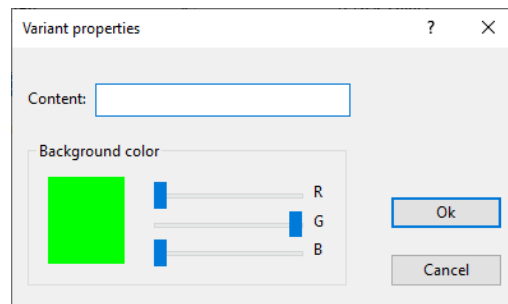 Variant properties
?
Content:
Background color
R
G
B
Ok
Cancel